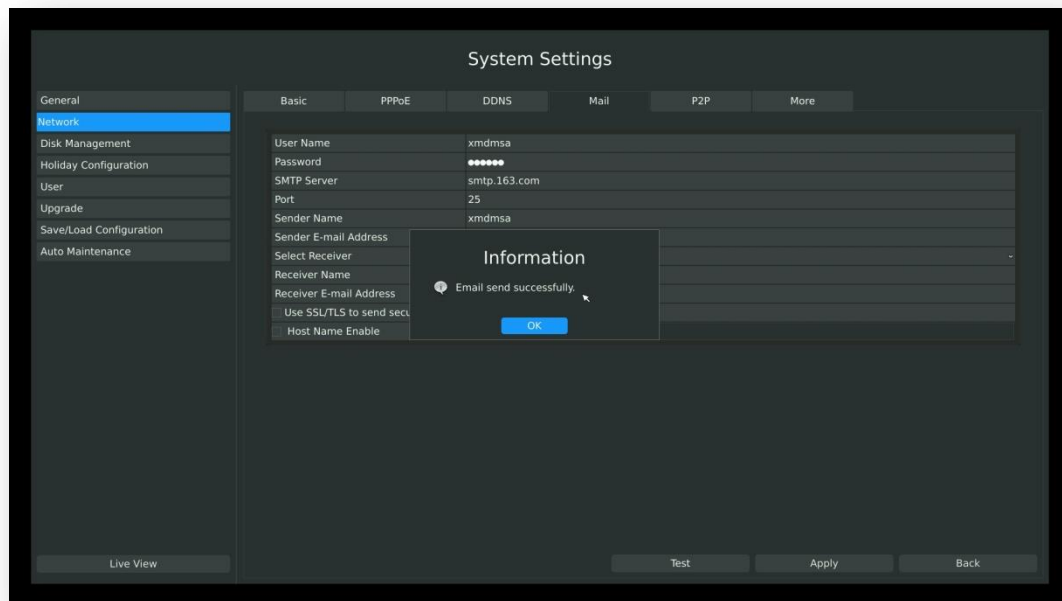 System Settings
General
Network
Disk Management
Holiday Configuration
User
Upgrade
Save/Load Configuration
Auto Maintenance
Live View
Basic PPPoE DDNS Mail P2P More
User Name xmdmsa
Password ●●●●●●
SMTP Server smtp.163.com
Port 25
Sender Name xmdmsa
Sender E-mail Address
Select Receiver
Receiver Name
Receiver E-mail Address
Use SSL/TLS to send secu
Host Name Enable
Information
Email send successfully.
OK
Test Apply Back